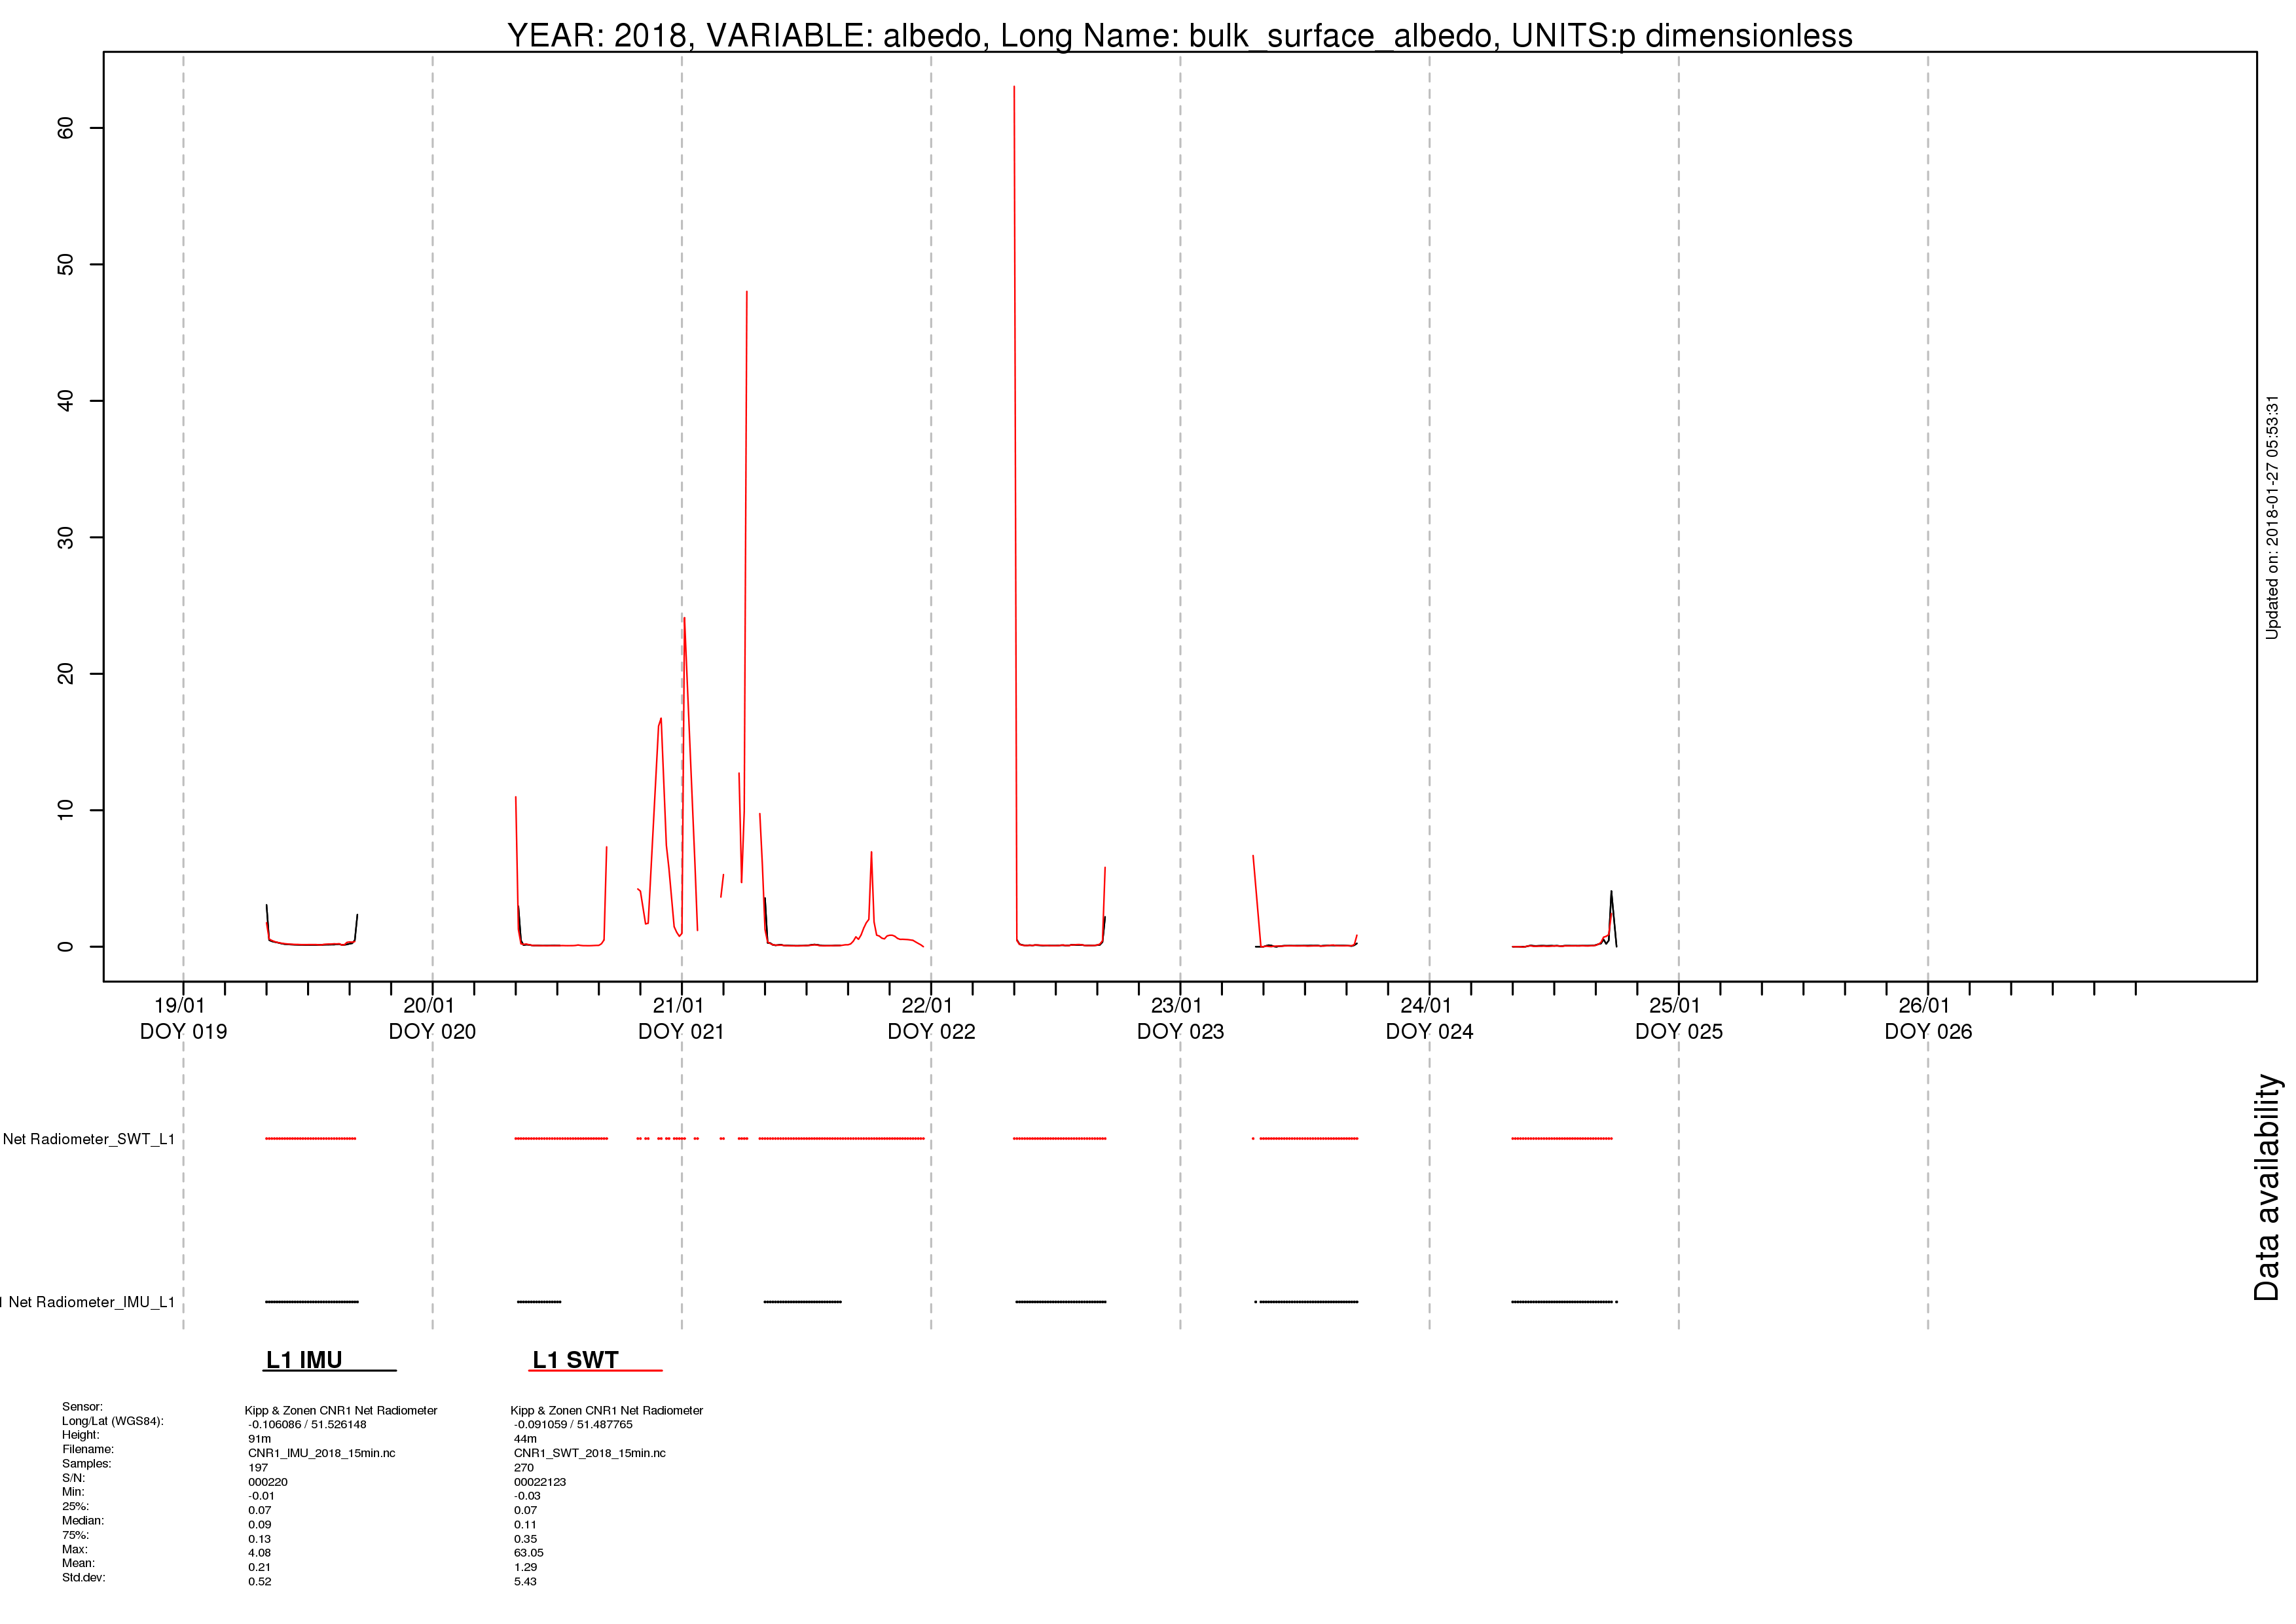 YEAR: 2018, VARIABLE: albedo, Long Name: bulk_surface_albedo, UNITS:p dimensionless
60
50
40
30
20
10
0
Updated on: 2018-01-27 05:53:31
19/01 20/01 21/01 22/01 23/01 24/01 25/01 26/01
DOY 019 DOY 020 DOY 021 DOY 022 DOY 023 DOY 024 DOY 025 DOY 026
Net Radiometer_SWT_L1
1 Net Radiometer_IMU_L1
Data availability
L1 IMU L1 SWT
Sensor: Kipp & Zonen CNR1 Net Radiometer Kipp & Zonen CNR1 Net Radiometer
Long/Lat (WGS84): -0.106086 / 51.526148 -0.091059 / 51.487765
Height: 91m 44m
Filename: CNR1_IMU_2018_15min.nc CNR1_SWT_2018_15min.nc
Samples: 197 270
S/N: 000220 00022123
Min: -0.01 -0.03
25%: 0.07 0.07
Median: 0.09 0.11
75%: 0.13 0.35
Max: 4.08 63.05
Mean: 0.21 1.29
Std.dev: 0.52 5.43